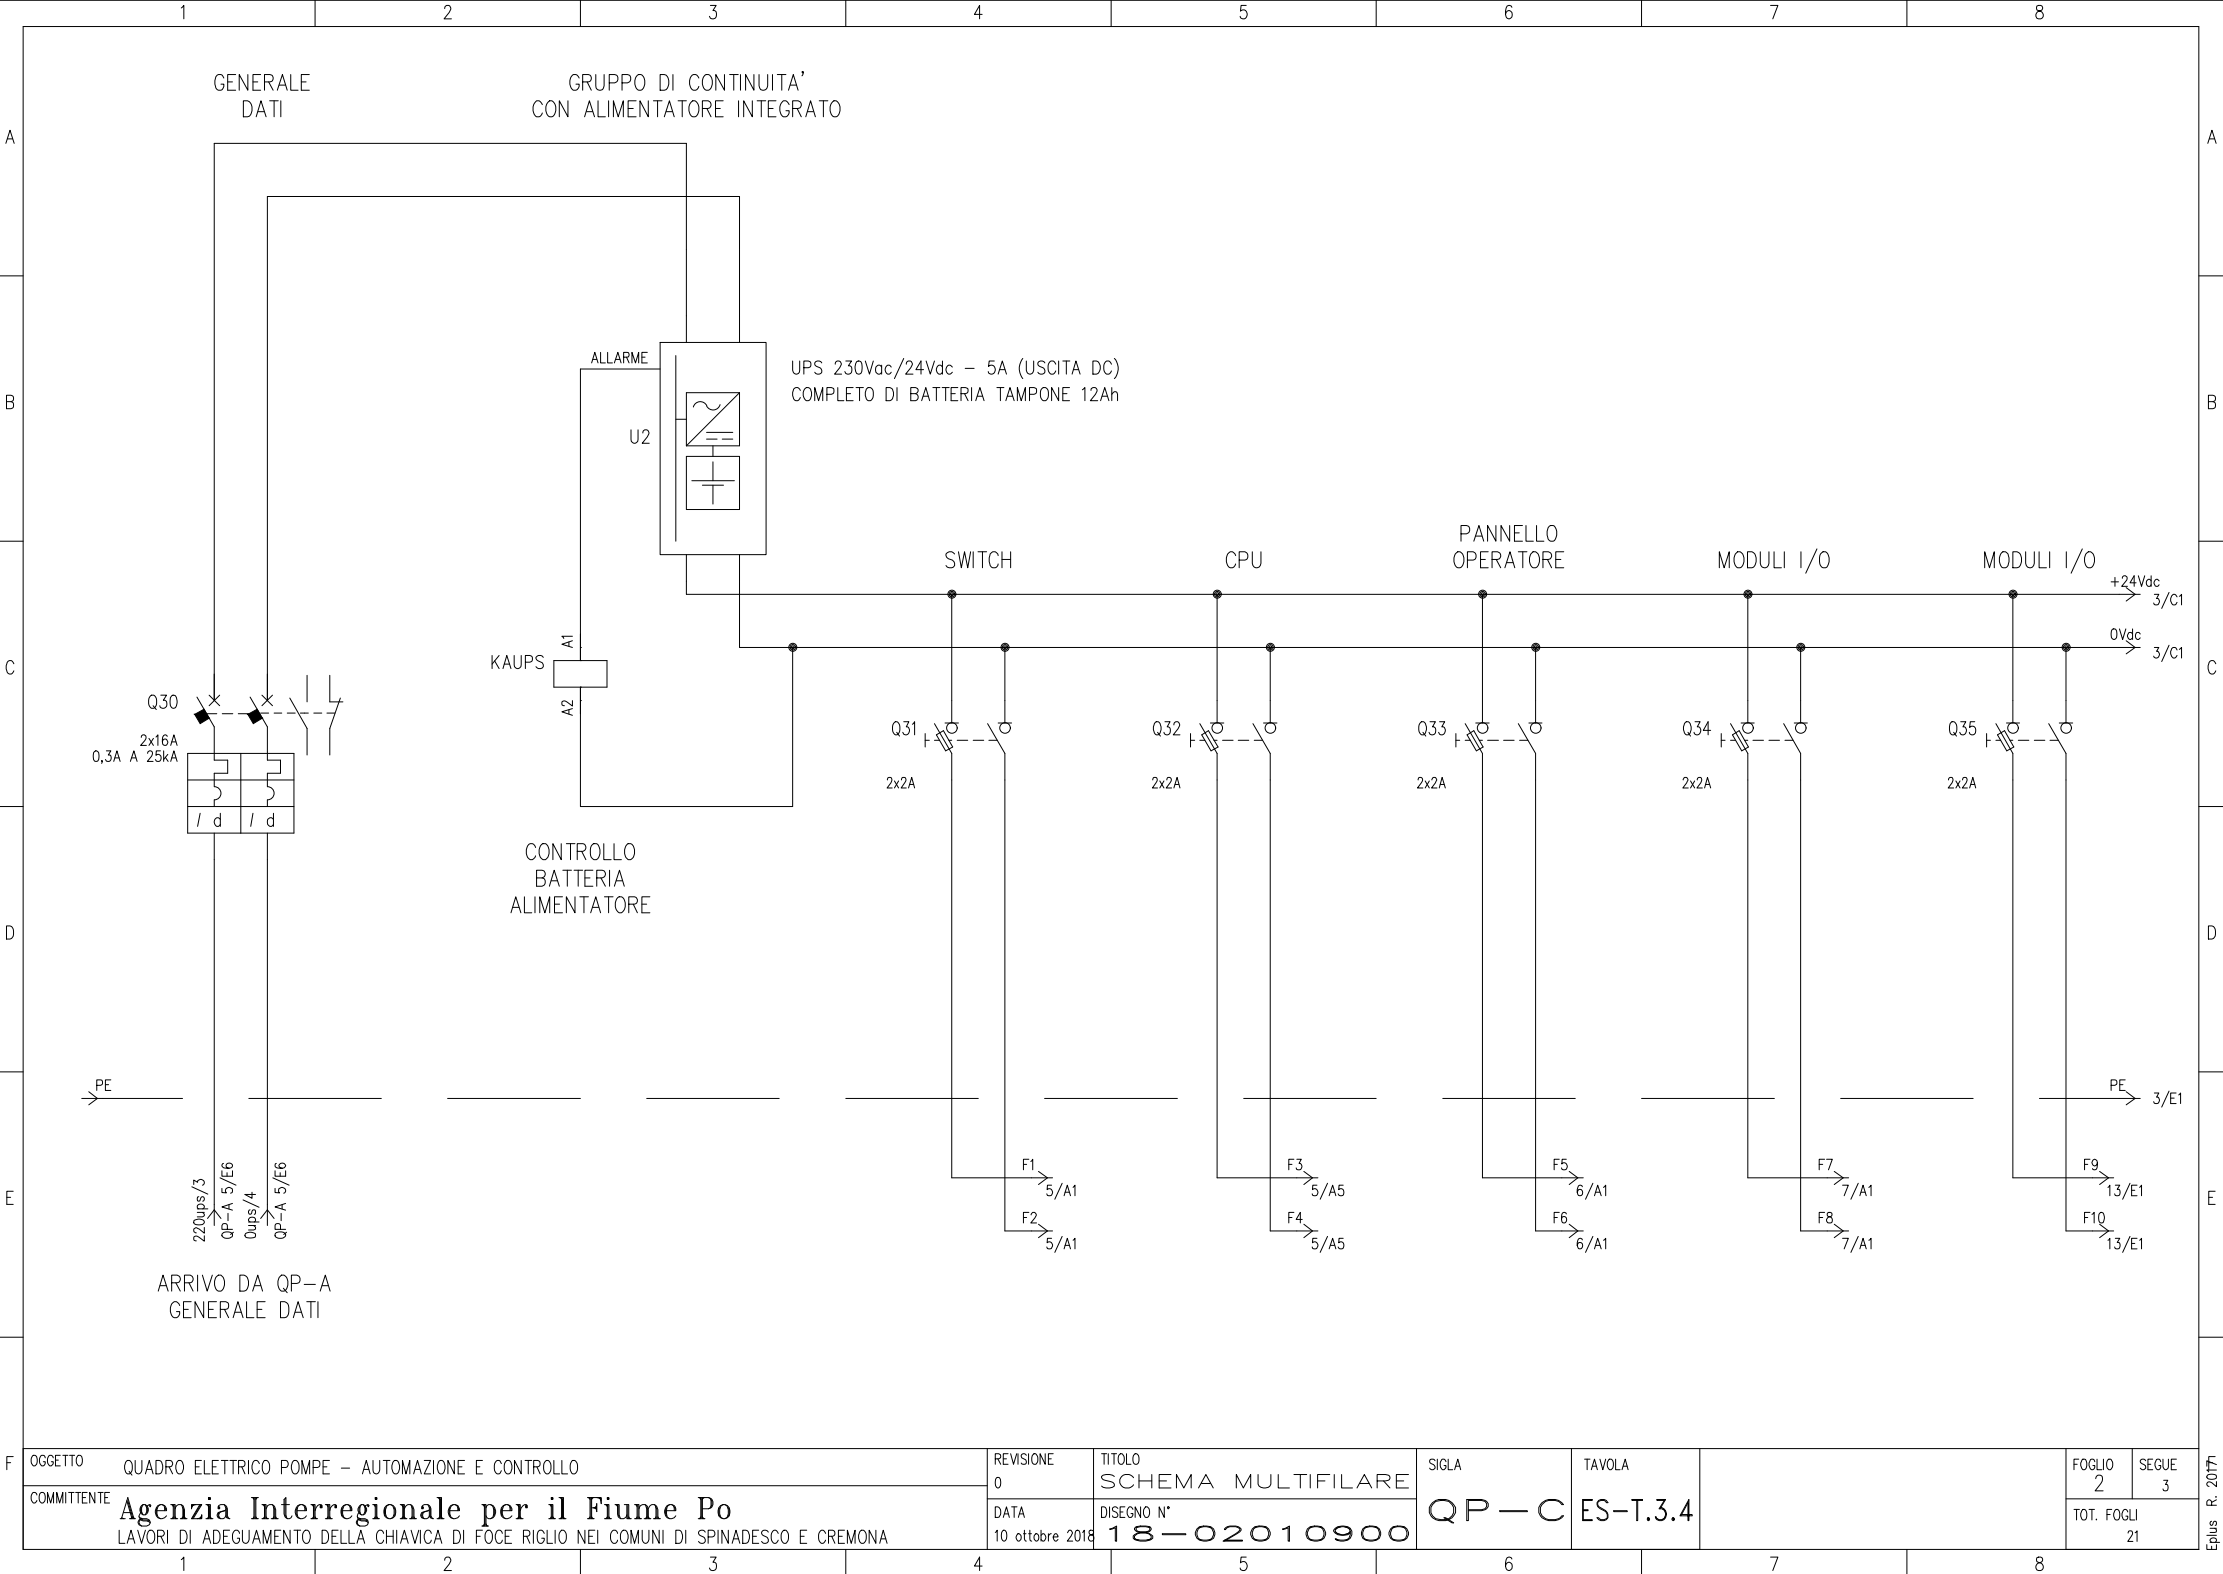 1 2 3 4 5 6 7 8
GENERALE
DATI
GRUPPO DI CONTINUITA'
CON ALIMENTATORE INTEGRATO
A A
ALLARME
UPS 230Vac/24Vdc – 5A (USCITA DC)
COMPLETO DI BATTERIA TAMPONE 12Ah
B B
U2
SWITCH
CPU
PANNELLO
OPERATORE
MODULI I/O
MODULI I/O
+24Vdc
3/C1
0Vdc
3/C1
A1
KAUPS
A2
C C
Q30
2x16A
0,3A A 25kA
I d I d
Q31
2x2A
Q32
2x2A
Q33
2x2A
Q34
2x2A
Q35
2x2A
CONTROLLO
BATTERIA
ALIMENTATORE
D D
PE
PE
3/E1
220ups/3
QP-A 5/E6
0ups/4
QP-A 5/E6
E E
F1
5/A1
F2
5/A1
F3
5/A5
F4
5/A5
F5
6/A1
F6
6/A1
F7
7/A1
F8
7/A1
F9
13/E1
F10
13/E1
ARRIVO DA QP-A
GENERALE DATI
F
OGGETTO
QUADRO ELETTRICO POMPE – AUTOMAZIONE E CONTROLLO
COMMITTENTE
Agenzia Interregionale per il Fiume Po
LAVORI DI ADEGUAMENTO DELLA CHIAVICA DI FOCE RIGLIO NEI COMUNI DI SPINADESCO E CREMONA
REVISIONE
0
DATA
10 ottobre 2018
TITOLO
SCHEMA MULTIFILARE
DISEGNO N°
18-02010900
SIGLA
QP-C
TAVOLA
ES-T.3.4
FOGLIO
2
SEGUE
3
TOT. FOGLI
21
Eplus R. 2017
1 2 3 4 5 6 7 8